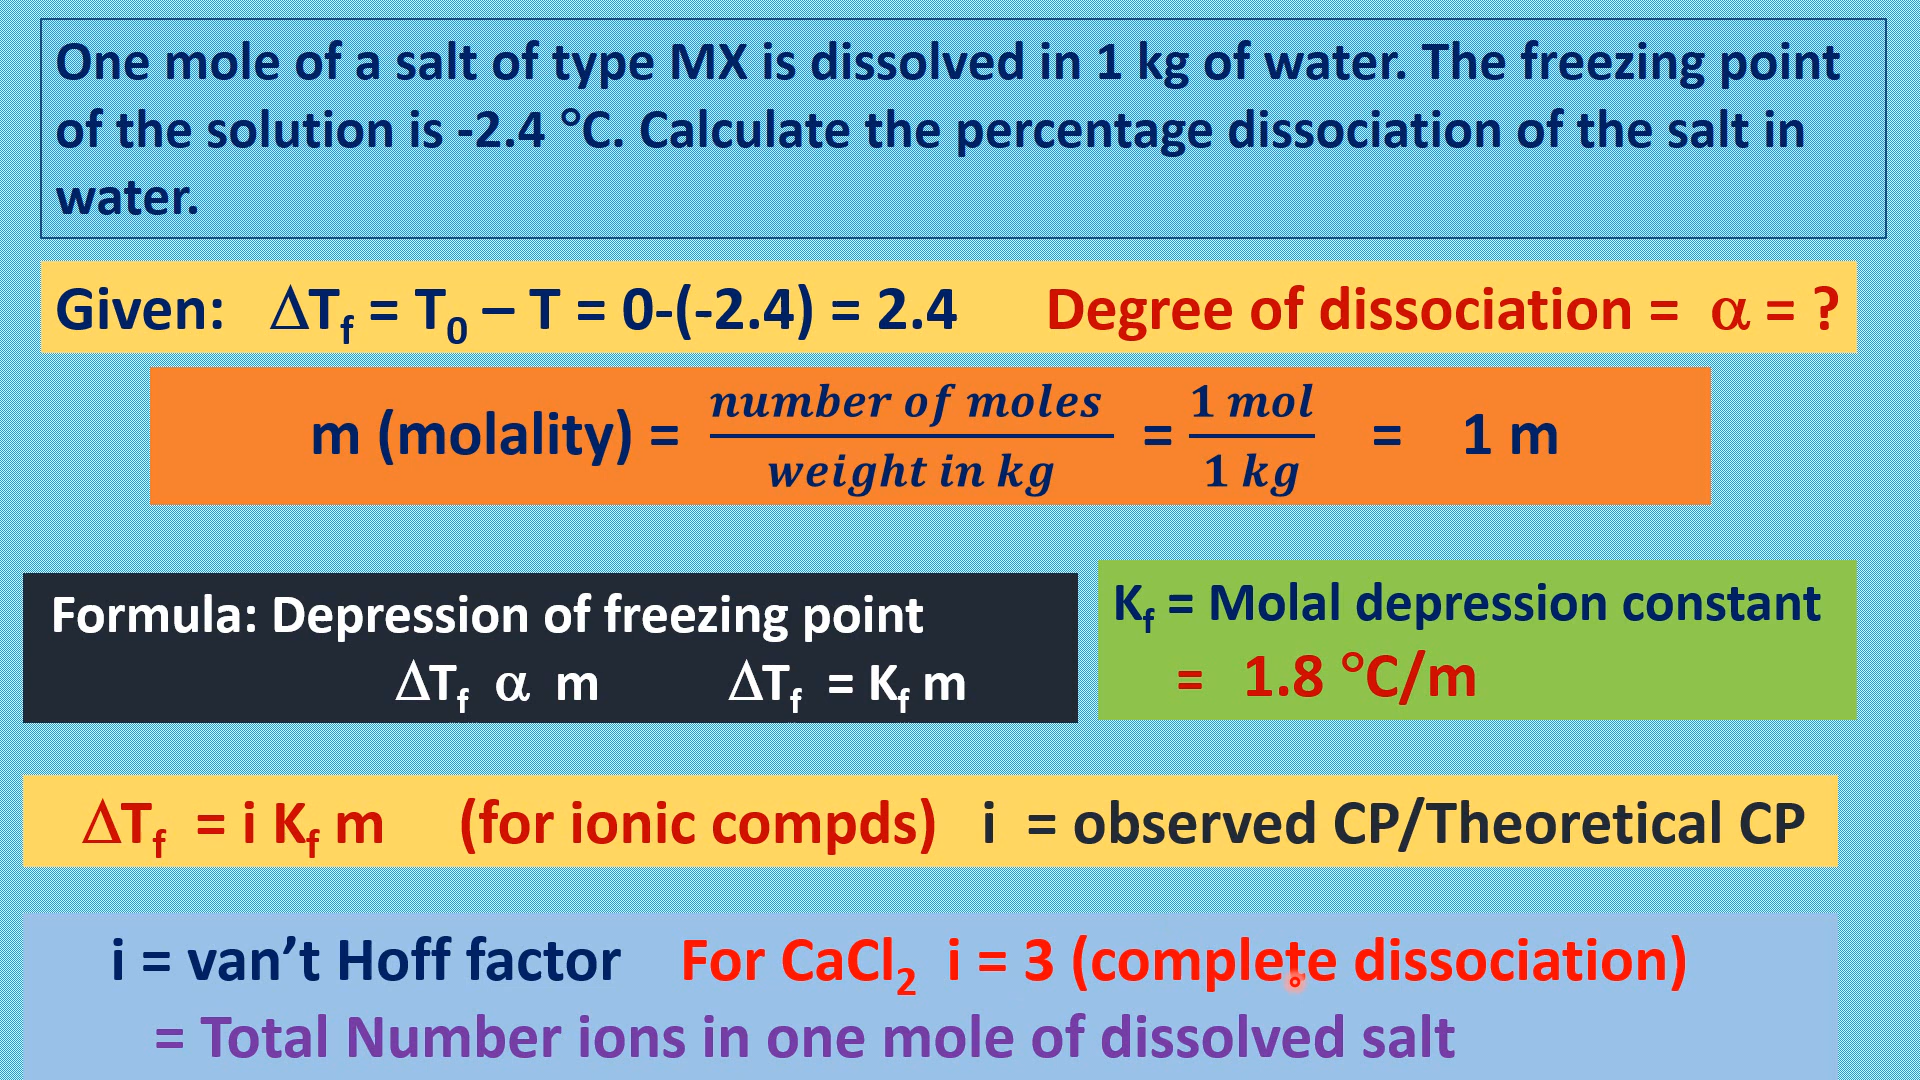 One mole of a salt of type MX is dissolved in 1 kg of water. The freezing point
of the solution is -2.4 °C. Calculate the percentage dissociation of the salt in
water.
Given: ΔTf = T0 – T = 0-(-2.4) = 2.4 Degree of dissociation = α = ?
m (molality) = number of moles / weight in kg = 1 mol / 1 kg = 1 m
Formula: Depression of freezing point
ΔTf α m ΔTf = Kf m
Kf = Molal depression constant
= 1.8 °C/m
ΔTf = i Kf m (for ionic compds) i = observed CP/Theoretical CP
i = van’t Hoff factor For CaCl2 i = 3 (complete dissociation)
= Total Number ions in one mole of dissolved salt